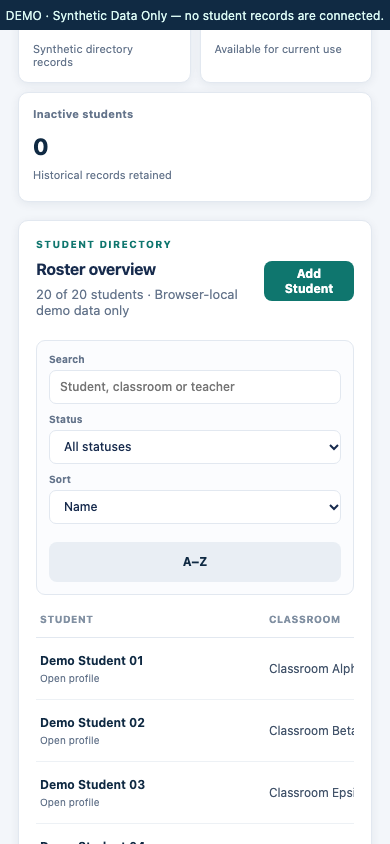 DEMO · Synthetic Data Only — no student records are connected.
Synthetic directory
records
Available for current use
Inactive students
0
Historical records retained
STUDENT DIRECTORY
Roster overview
20 of 20 students · Browser-local
demo data only
Add
Student
Search
Student, classroom or teacher
Status
All statuses
Sort
Name
A–Z
STUDENT CLASSROOM
Demo Student 01
Open profile
Classroom Alph
Demo Student 02
Open profile
Classroom Beta
Demo Student 03
Open profile
Classroom Epsi